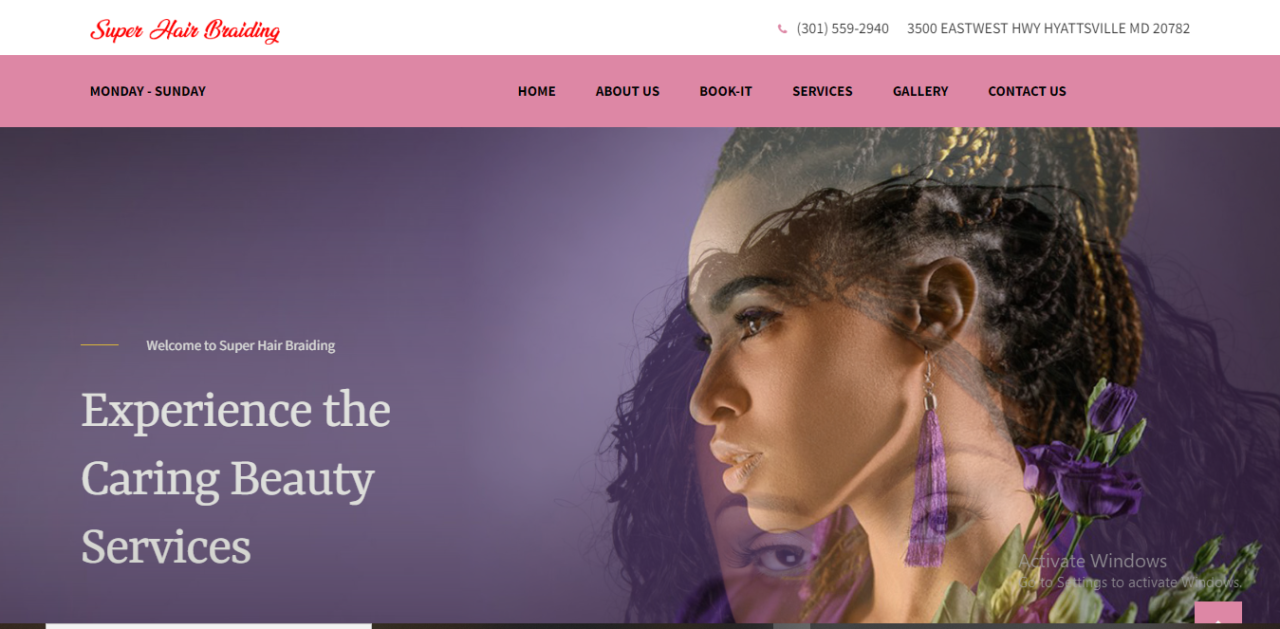 Super Hair Braiding
(301) 559-2940 3500 EASTWEST HWY HYATTSVILLE MD 20782
MONDAY - SUNDAY HOME ABOUT US BOOK-IT SERVICES GALLERY CONTACT US
Welcome to Super Hair Braiding
Experience the
Caring Beauty
Services
Activate Windows
Go to Settings to activate Windows.